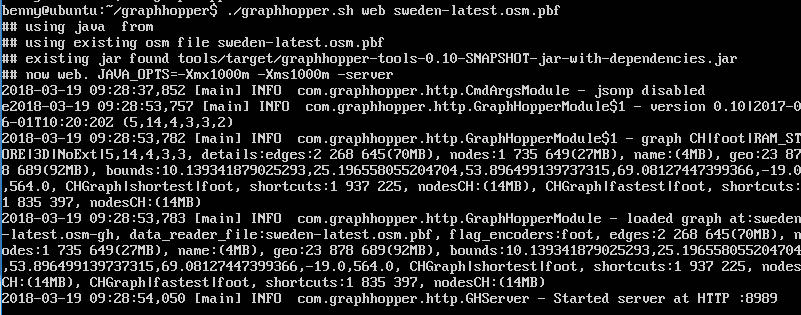 benny@ubuntu:~/graphhopper$ ./graphhopper.sh web sweden-latest.osm.pbf
## using java  from
## using existing osm file sweden-latest.osm.pbf
## existing jar found tools/target/graphhopper-tools-0.10-SNAPSHOT-jar-with-dependencies.jar
## now web. JAVA_OPTS=-Xmx1000m -Xms1000m -server
2018-03-19 09:28:37,852 [main] INFO  com.graphhopper.http.CmdArgsModule - jsonp disabled
e2018-03-19 09:28:53,757 [main] INFO  com.graphhopper.http.GraphHopperModule$1 - version 0.10|2017-0
6-01T10:20:20Z (5,14,4,3,3,2)
2018-03-19 09:28:53,782 [main] INFO  com.graphhopper.http.GraphHopperModule$1 - graph CH|foot|RAM_ST
ORE|3D|NoExt|5,14,4,3,3, details:edges:2 268 645(70MB), nodes:1 735 649(27MB), name:(4MB), geo:23 87
8 689(92MB), bounds:10.139341879025293,25.196558055204704,53.896499139737315,69.08127447399366,-19.0
,564.0, CHGraph|shortest|foot, shortcuts:1 937 225, nodesCH:(14MB), CHGraph|fastest|foot, shortcuts:
1 835 397, nodesCH:(14MB)
2018-03-19 09:28:53,783 [main] INFO  com.graphhopper.http.GraphHopperModule - loaded graph at:sweden
-latest.osm-gh, data_reader_file:sweden-latest.osm.pbf, flag_encoders:foot, edges:2 268 645(70MB), n
odes:1 735 649(27MB), name:(4MB), geo:23 878 689(92MB), bounds:10.139341879025293,25.196558055204704
,53.896499139737315,69.08127447399366,-19.0,564.0, CHGraph|shortest|foot, shortcuts:1 937 225, nodes
CH:(14MB), CHGraph|fastest|foot, shortcuts:1 835 397, nodesCH:(14MB)
2018-03-19 09:28:54,050 [main] INFO  com.graphhopper.http.GHServer - Started server at HTTP :8989